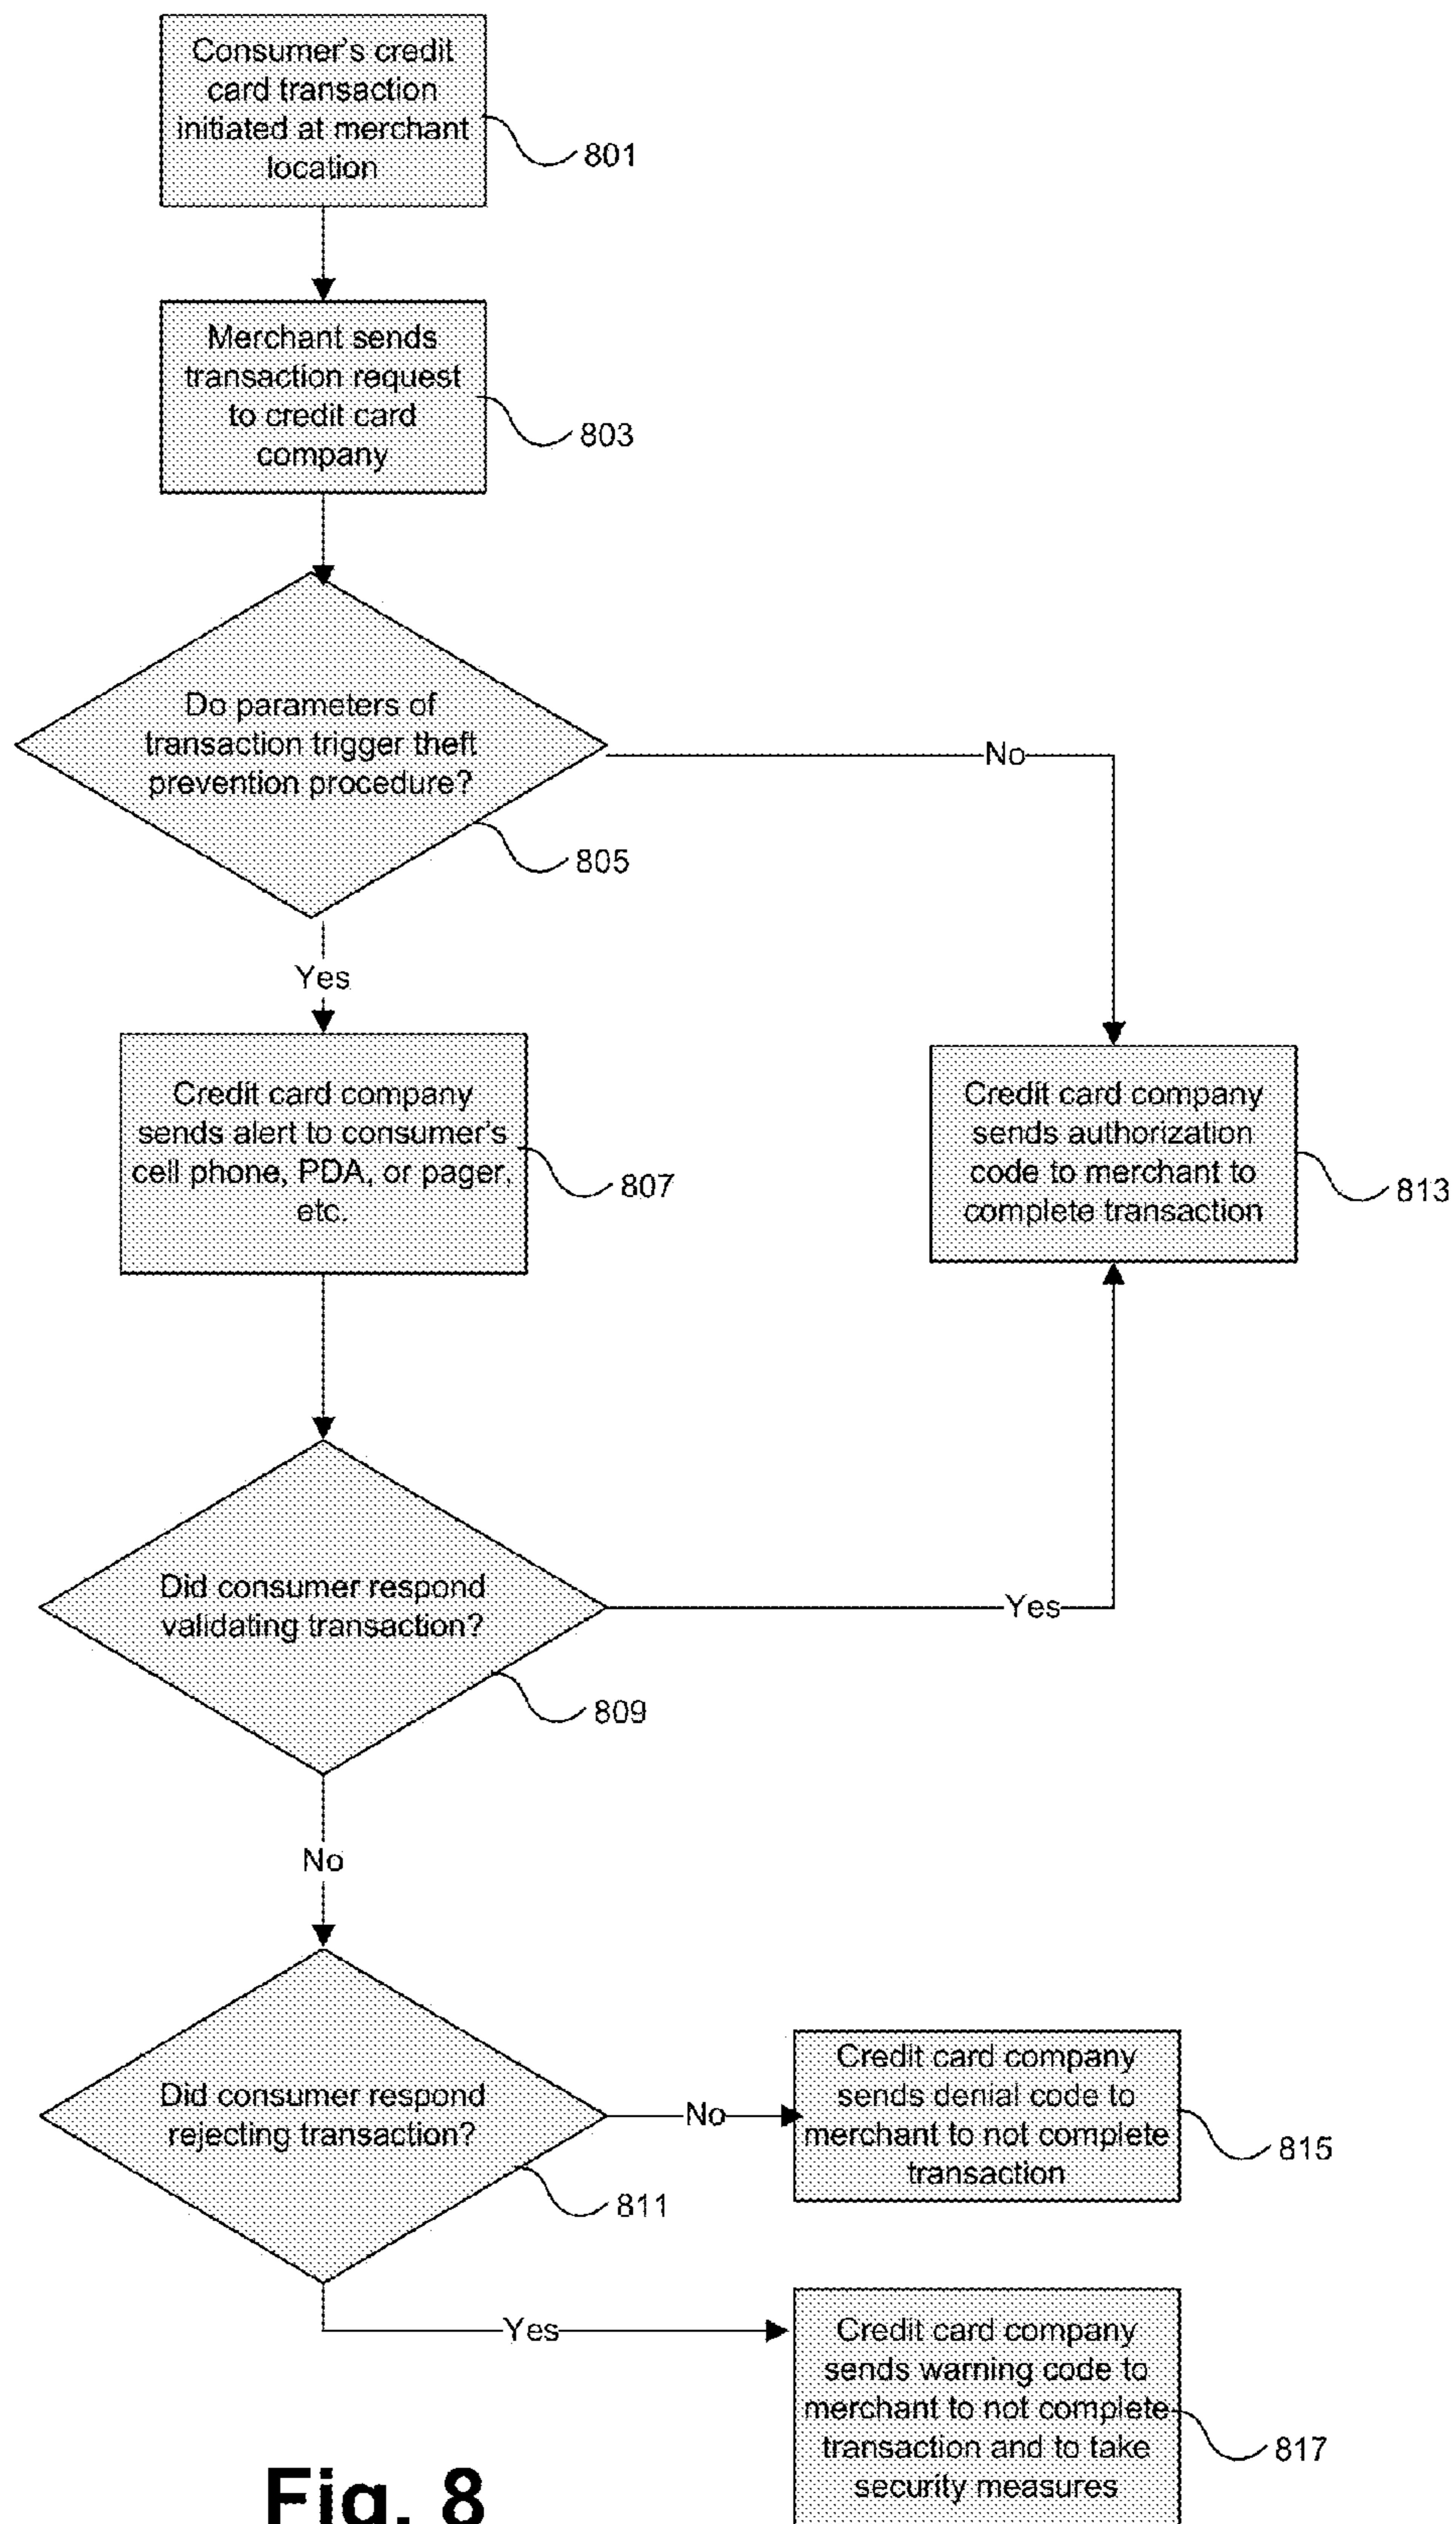 Consumer's credit
card transaction
initiated at merchant
location
801
Merchant sends
transaction request
to credit card
company
803
Do parameters of
transaction trigger theft
prevention procedure?
805
No
Yes
Credit card company
sends alert to consumer's
cell phone, PDA, or pager,
etc.
807
Credit card company
sends authorization
code to merchant to
complete transaction
813
Did consumer respond
validating transaction?
809
Yes
No
Did consumer respond
rejecting transaction?
811
No
Credit card company
sends denial code to
merchant to not complete
transaction
815
Yes
Credit card company
sends warning code to
merchant to not complete
transaction and to take
security measures
817
Fig. 8